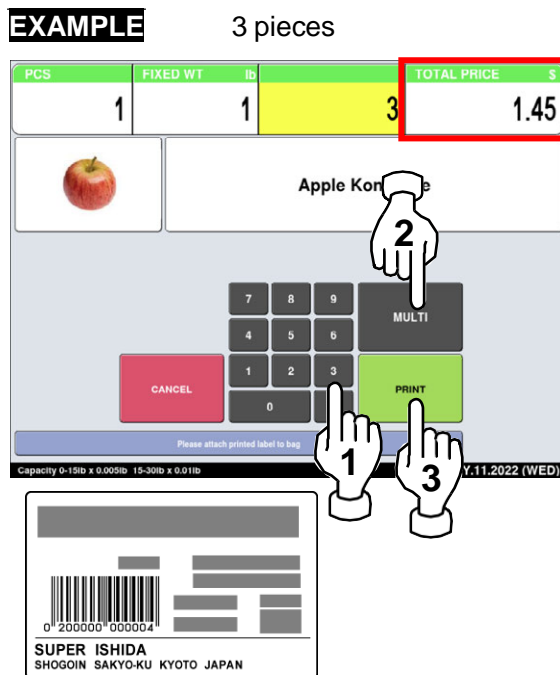 EXAMPLE 3 pieces
PCS FIXED WT lb TOTAL PRICE $
1 1 3 1.45
Apple
2
7 8 9
MULTI
4 5 6
1 2 3
CANCEL
PRINT
0
Please attach printed label to bag
1
3
Capacity 0-15lb x 0.005lb 15-30lb x 0.01lb
Y.11.2022 (WED)
0 200000 000004
SUPER ISHIDA
SHOGOIN SAKYO-KU KYOTO JAPAN